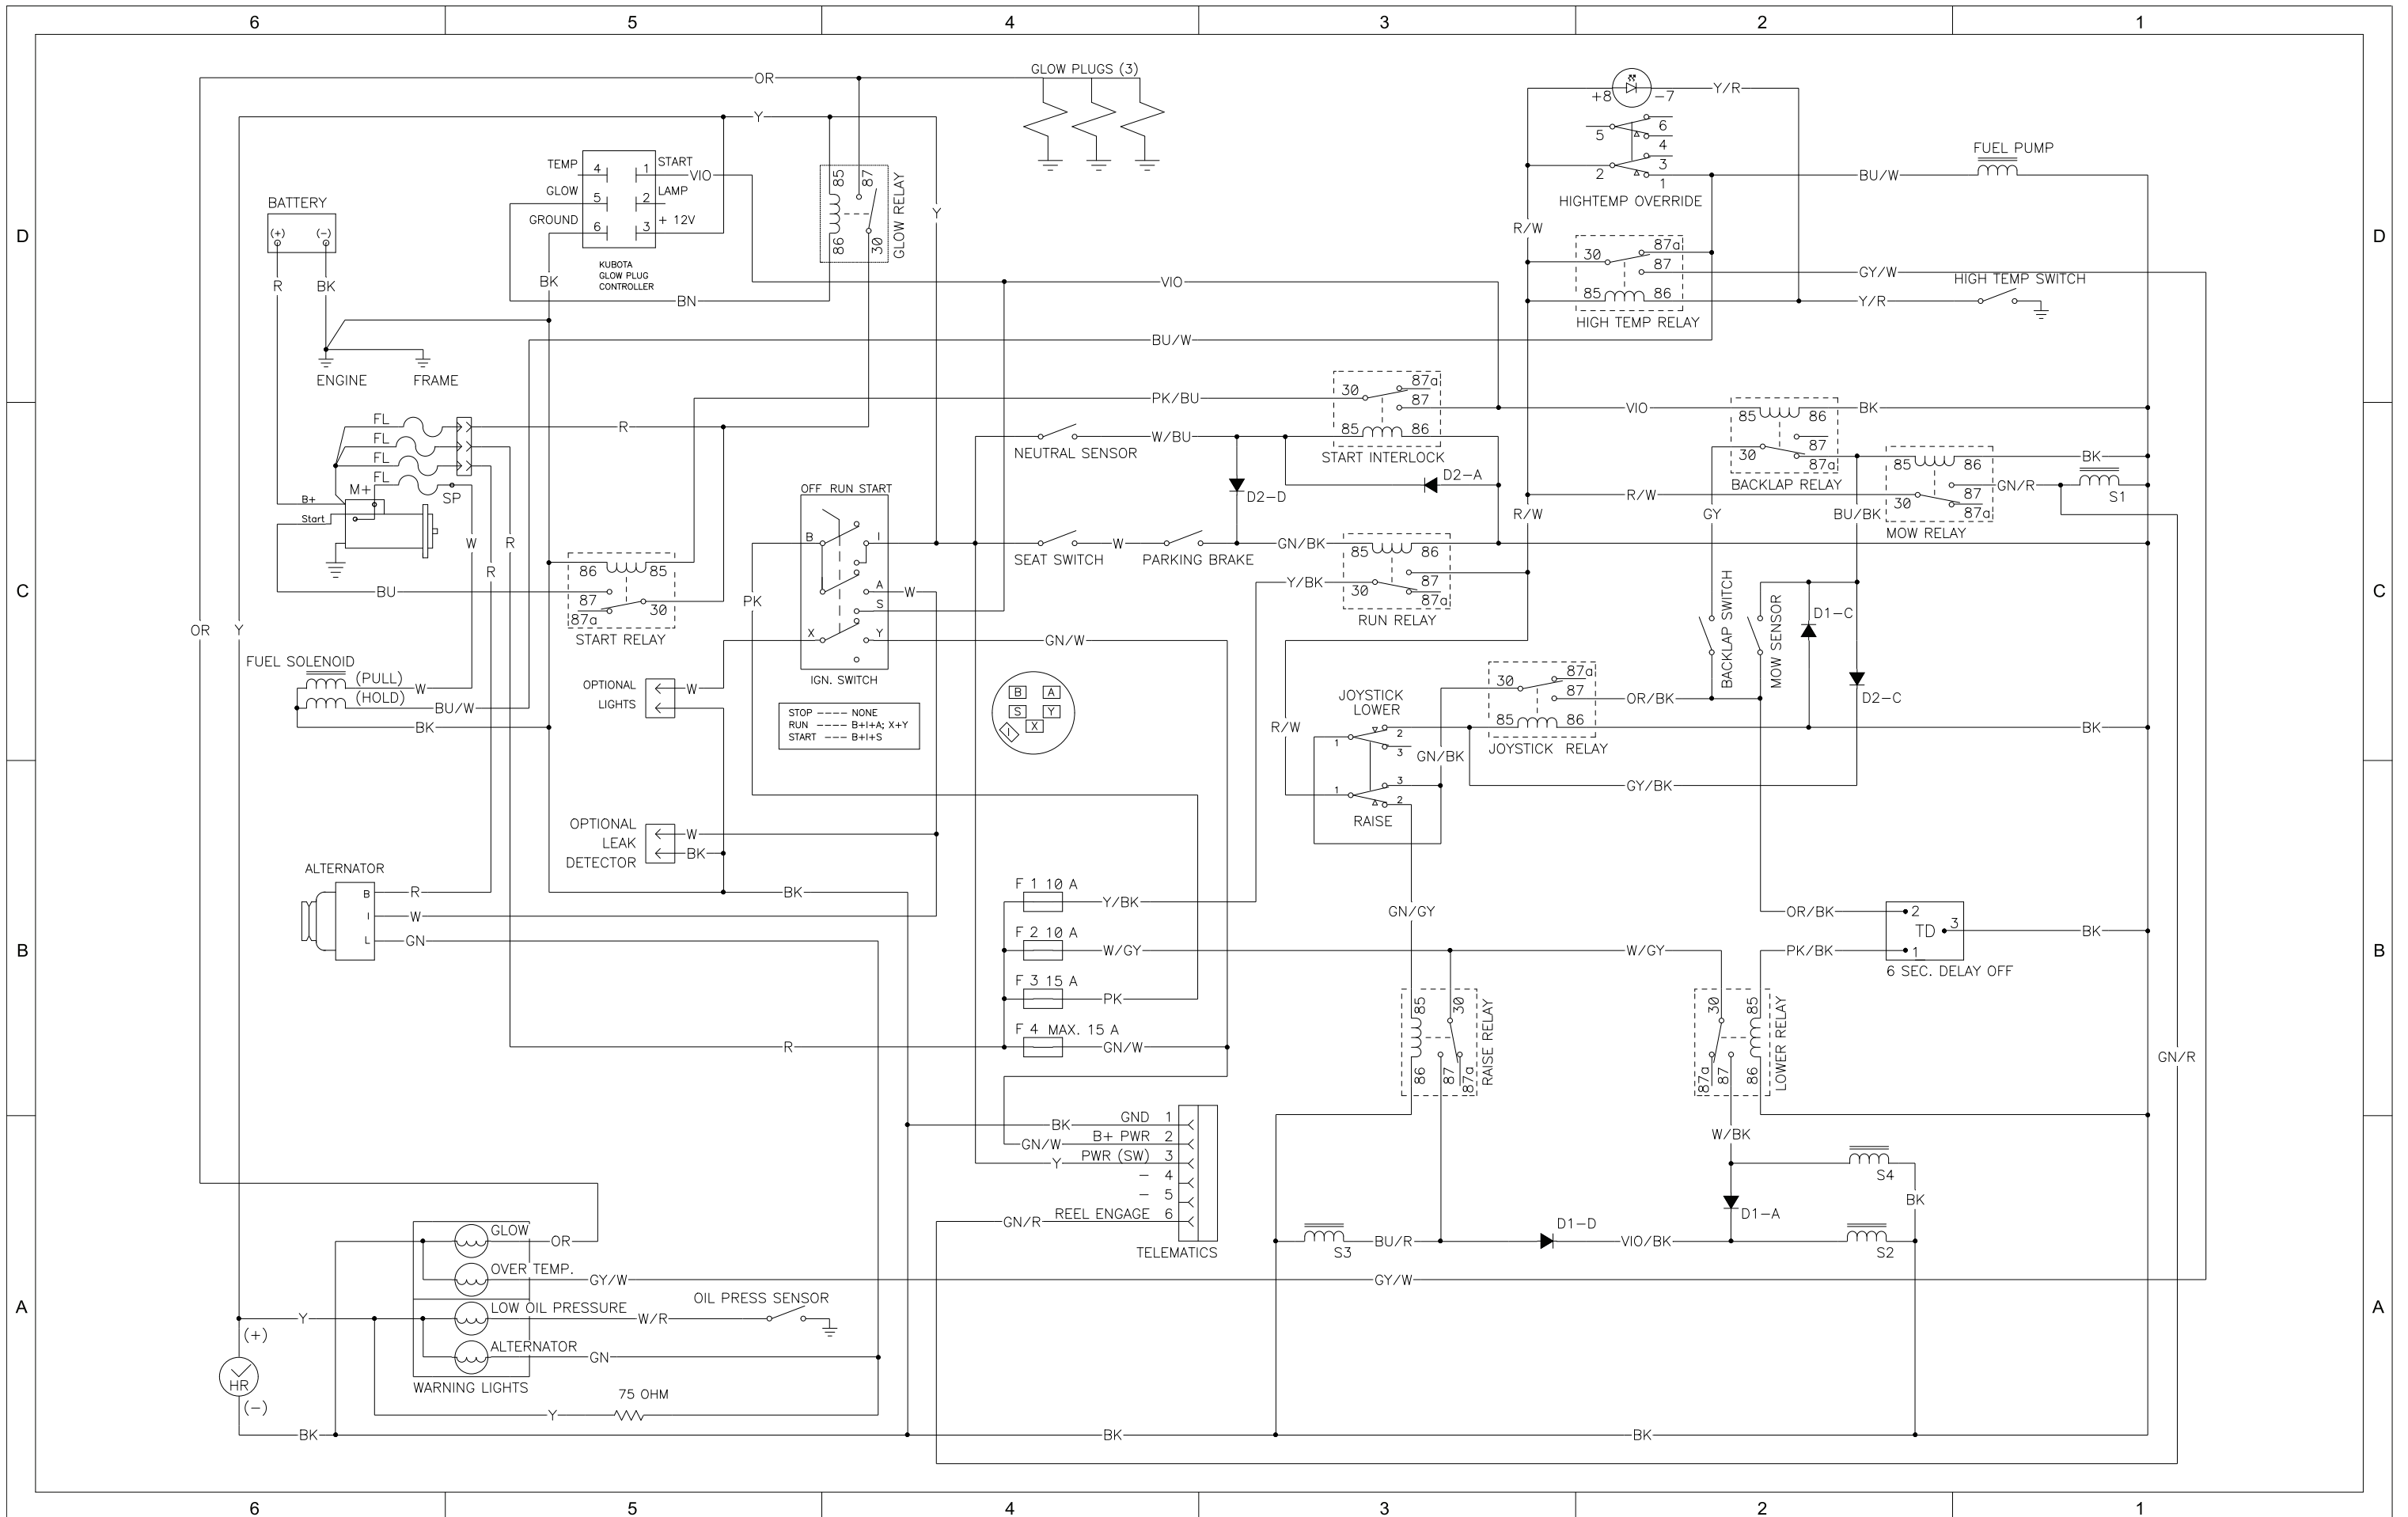 6 5 4 3 2 1
D
C
B
A
OR
GLOW PLUGS (3)
Y
TEMP 4 1 START
VIO
GLOW 5 2 LAMP
GROUND 6 3 + 12V
KUBOTA
GLOW PLUG
CONTROLLER
BK
BN
85 87
86 30
GLOW RELAY
Y
VIO
BATTERY
(+) (-)
R BK
ENGINE FRAME
BU/W
+8 -7
Y/R
5 6
4
3
2 1
HIGHTEMP OVERRIDE
BU/W
FUEL PUMP
R/W
30 87a
87
85 86
HIGH TEMP RELAY
GY/W
HIGH TEMP SWITCH
Y/R
FL
FL
FL
FL
R
B+
M+
SP
Start
W R R
BU
PK/BU
30 87a
87
85 86
START INTERLOCK
VIO
85 86
BK
87
30
87a
BACKLAP RELAY
NEUTRAL SENSOR
W/BU
D2-A
D2-D
R/W
R/W
85 86
BK
87
30
87a
MOW RELAY
GN/R
S1
GY
BU/BK
86 85
87 30
87a
START RELAY
OFF RUN START
B I
A
S
X Y
IGN. SWITCH
PK
W
SEAT SWITCH
W
PARKING BRAKE
GN/BK
85 86
Y/BK
87
30
87a
RUN RELAY
BACKLAP SWITCH
MOW SENSOR
D1-C
D2-C
OR Y
FUEL SOLENOID
(PULL)
W
(HOLD)
BU/W
BK
OPTIONAL
LIGHTS
W
GN/W
STOP ---- NONE
RUN ---- B+I+A; X+Y
START --- B+I+S
B A
S Y
I X
JOYSTICK
LOWER
R/W
1 2
3
1 3
2
RAISE
GN/BK
30 87a
87
85 86
JOYSTICK RELAY
OR/BK
BK
GY/BK
OPTIONAL
LEAK
DETECTOR
W
BK
BK
ALTERNATOR
B R
I W
L GN
F 1 10 A
Y/BK
F 2 10 A
W/GY
F 3 15 A
PK
F 4 MAX. 15 A
GN/W
R
GN/GY
W/GY
OR/BK
2
TD 3
1
BK
PK/BK
6 SEC. DELAY OFF
85 30
86 87 87a
RAISE RELAY
30 85
87a 87 86
LOWER RELAY
GN/R
BK GND 1
GN/W B+ PWR 2
Y PWR (SW) 3
- 4
- 5
GN/R REEL ENGAGE 6
TELEMATICS
W/BK
S4
BK
D1-A
S3
BU/R
D1-D
VIO/BK
S2
GLOW
OR
OVER TEMP.
GY/W
GY/W
LOW OIL PRESSURE
W/R
OIL PRESS SENSOR
ALTERNATOR
GN
WARNING LIGHTS
Y
(+)
HR
(-)
75 OHM
Y
BK
BK
BK
D
C
B
A
6 5 4 3 2 1